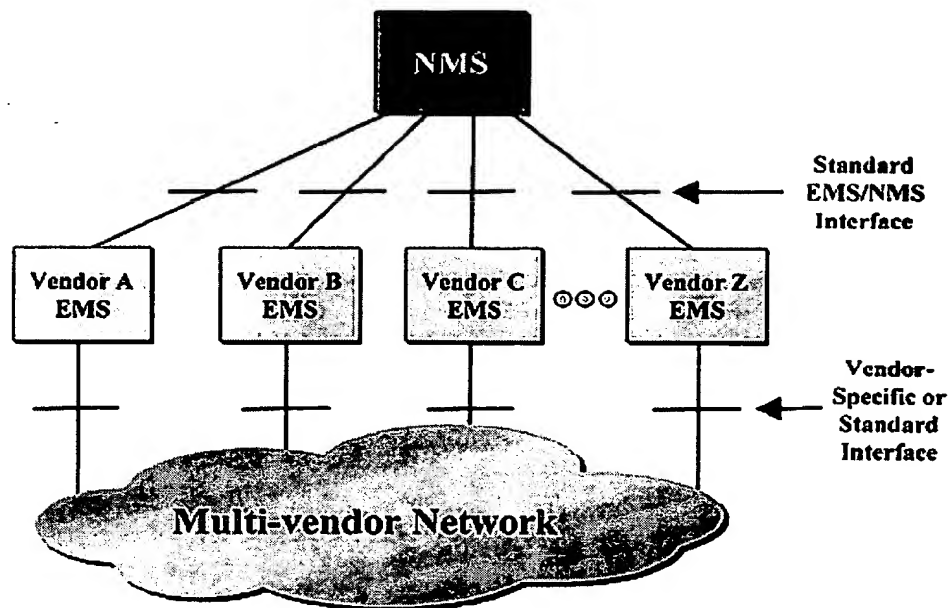 NMS
Standard
EMS/NMS
Interface
Vendor A
EMS
Vendor B
EMS
Vendor C
EMS
Vendor Z
EMS
Vendor-
Specific or
Standard
Interface
Multi-vendor Network